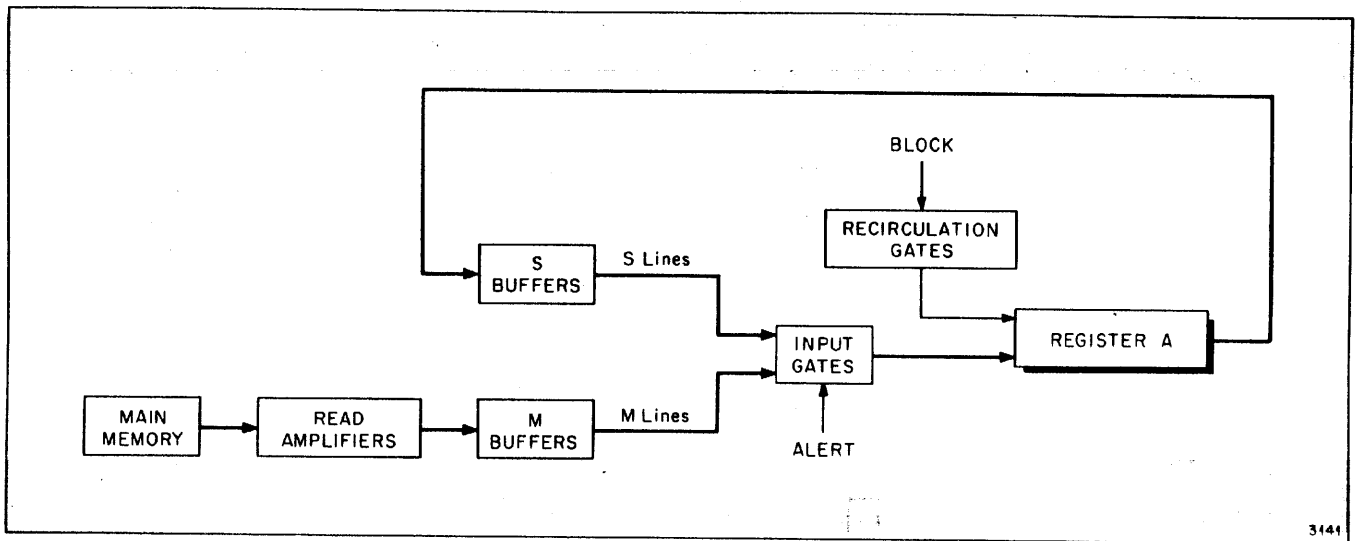 BLOCK
RECIRCULATION
GATES
S
BUFFERS
S Lines
INPUT
GATES
REGISTER A
MAIN
MEMORY
READ
AMPLIFIERS
M
BUFFERS
M Lines
ALERT
3141